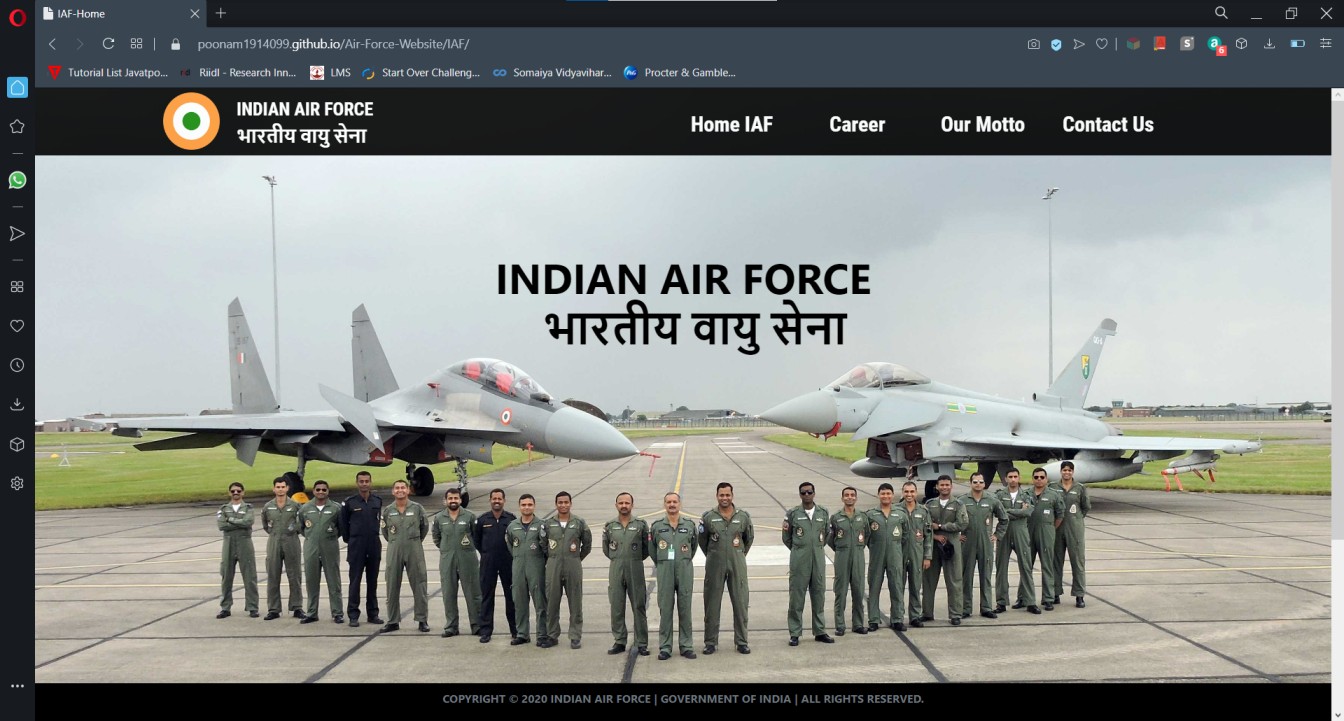 IAF-Home
poonam1914099.github.io/Air-Force-Website/IAF/
6
Tutorial List Javatpo... Riidl - Research Inn... LMS Start Over Challeng... Somaiya Vidyavihar... Procter & Gamble...
INDIAN AIR FORCE
भारतीय वायु सेना
Home IAF Career Our Motto Contact Us
INDIAN AIR FORCE
भारतीय वायु सेना
COPYRIGHT © 2020 INDIAN AIR FORCE | GOVERNMENT OF INDIA | ALL RIGHTS RESERVED.